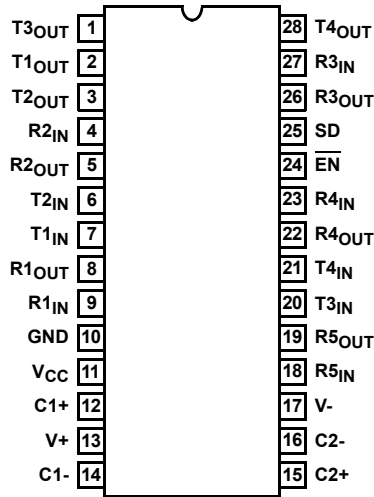 T3OUT 1 28 T4OUT
T1OUT 2 27 R3IN
T2OUT 3 26 R3OUT
R2IN 4 25 SD
R2OUT 5 24 E̅N̅
T2IN 6 23 R4IN
T1IN 7 22 R4OUT
R1OUT 8 21 T4IN
R1IN 9 20 T3IN
GND 10 19 R5OUT
VCC 11 18 R5IN
C1+ 12 17 V-
V+ 13 16 C2-
C1- 14 15 C2+